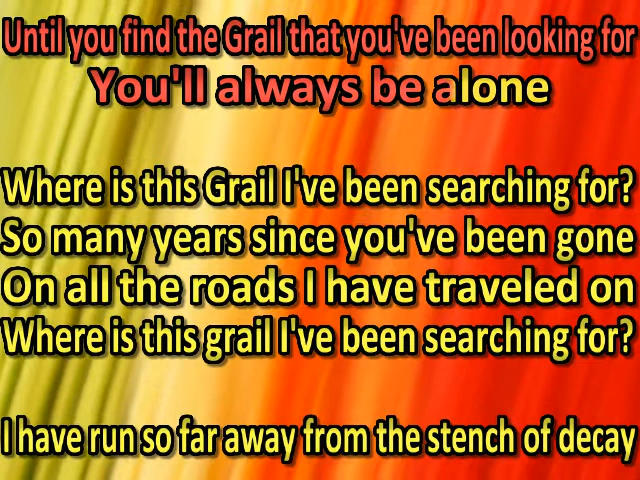 Until you find the Grail that you've been looking for
You'll always be alone
Where is this Grail I've been searching for?
So many years since you've been gone
On all the roads I have traveled on
Where is this grail I've been searching for?
I have run so far away from the stench of decay